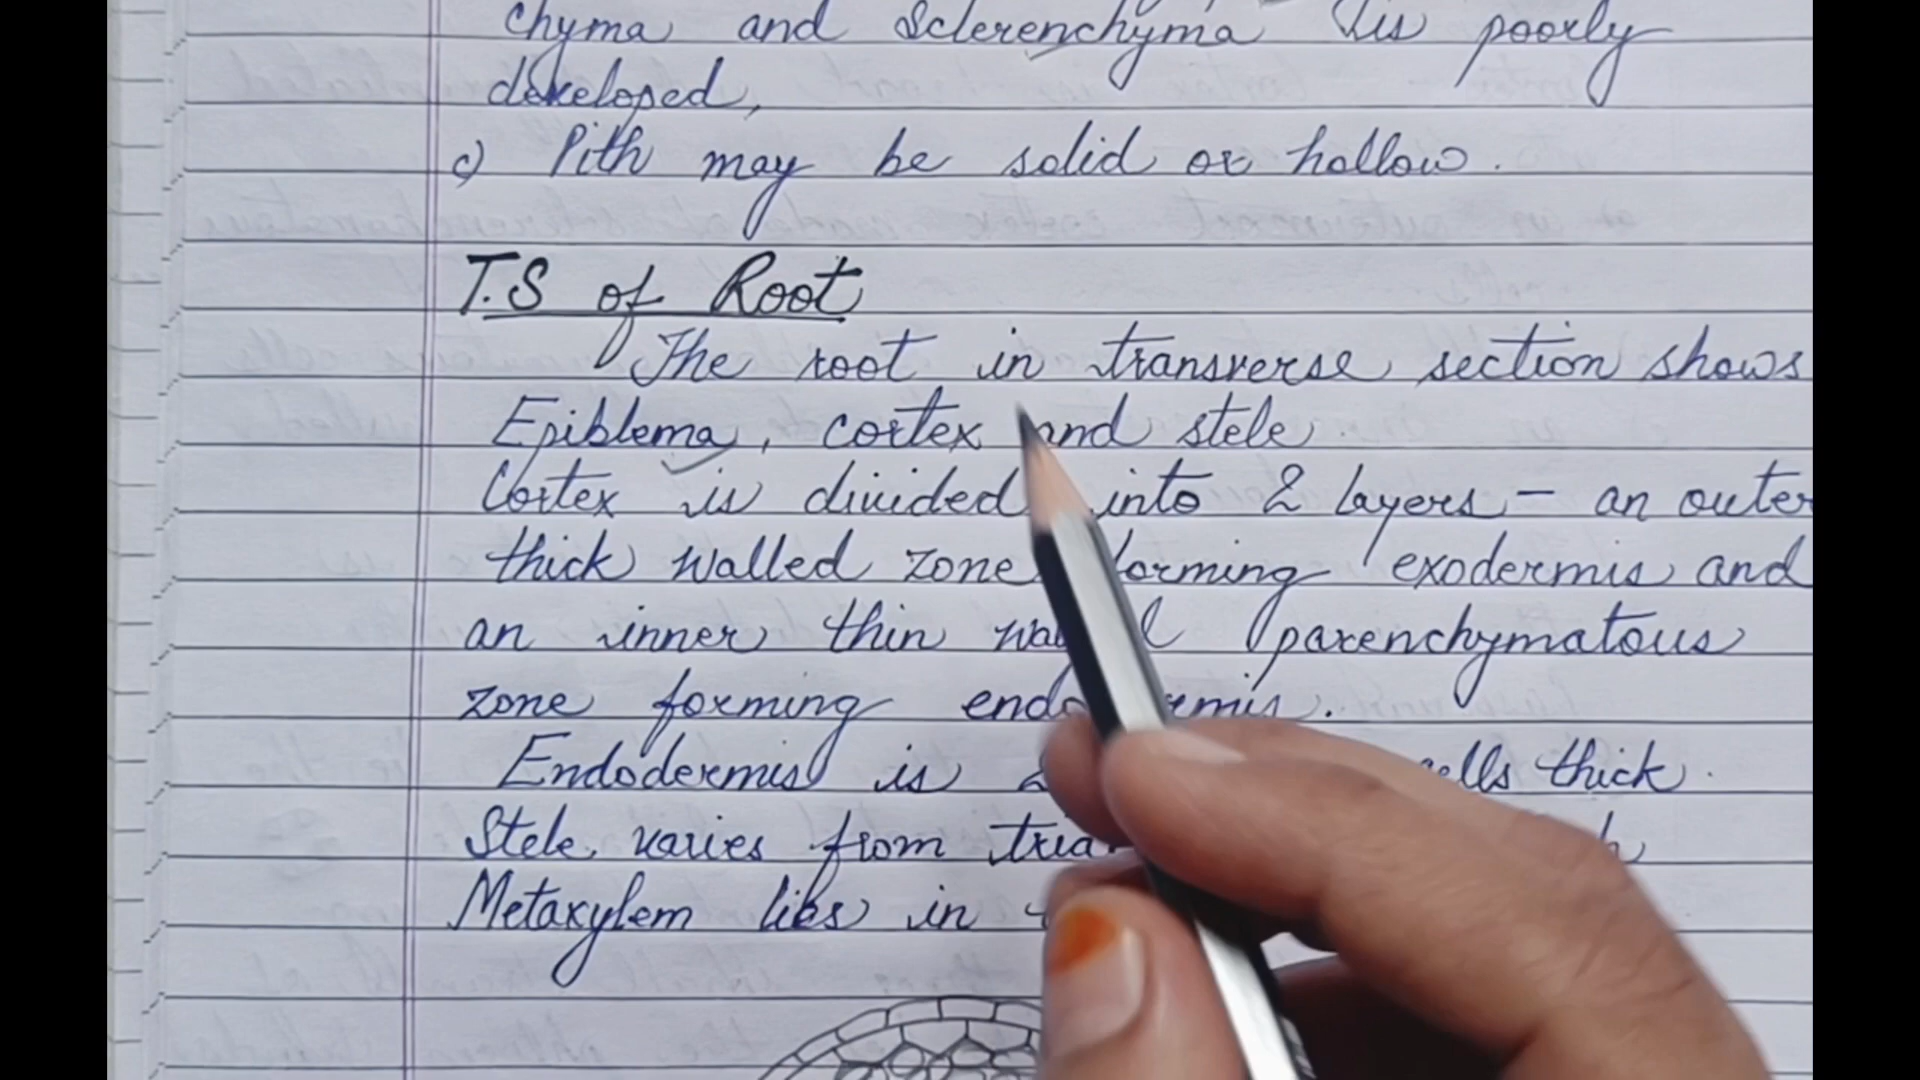 chyma and sclerenchyma is poorly
developed,
c) Pith may be solid or hollow.
T.S of Root
The root in transverse section shows
Epiblema, cortex and stele.
Cortex is divided into 2 layers - an outer
thick walled zone forming exodermis and
an inner thin parenchymatous
zone forming endodermis.
Endodermis is cells thick.
Stele varies from
Metaxylem lies in